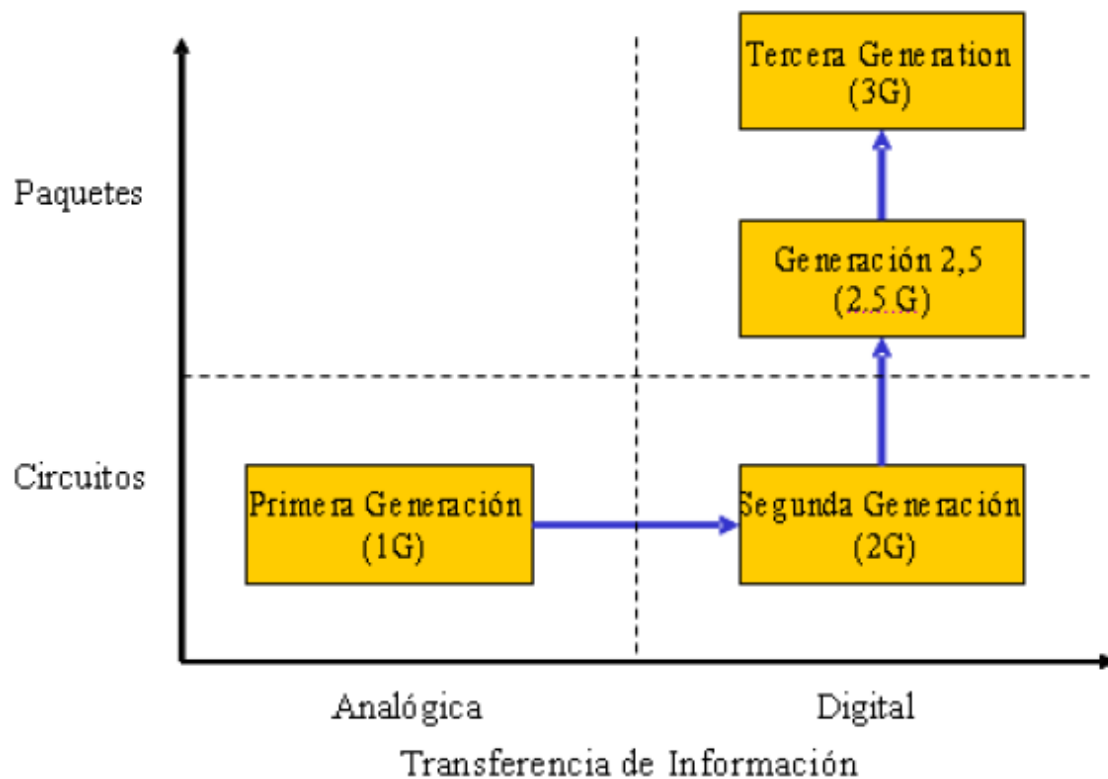 Tercera Generation
(3G)
Paquetes
Generación 2,5
(2.5 G)
Circuitos
Primera Generación
(1G)
Segunda Generación
(2G)
Analógica
Digital
Transferencia de Información